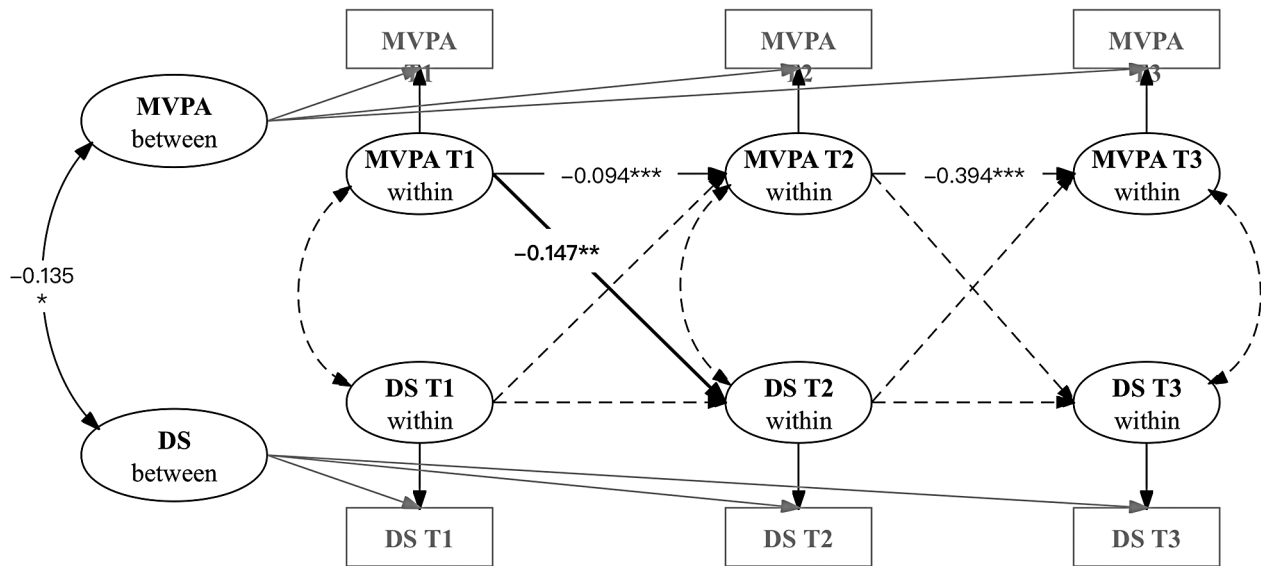 MVPA
T1
MVPA
T2
MVPA
T3
MVPA
between
MVPA T1
within
−0.094***
MVPA T2
within
−0.394***
MVPA T3
within
−0.147**
−0.135
*
DS T1
within
DS T2
within
DS T3
within
DS
between
DS T1
DS T2
DS T3